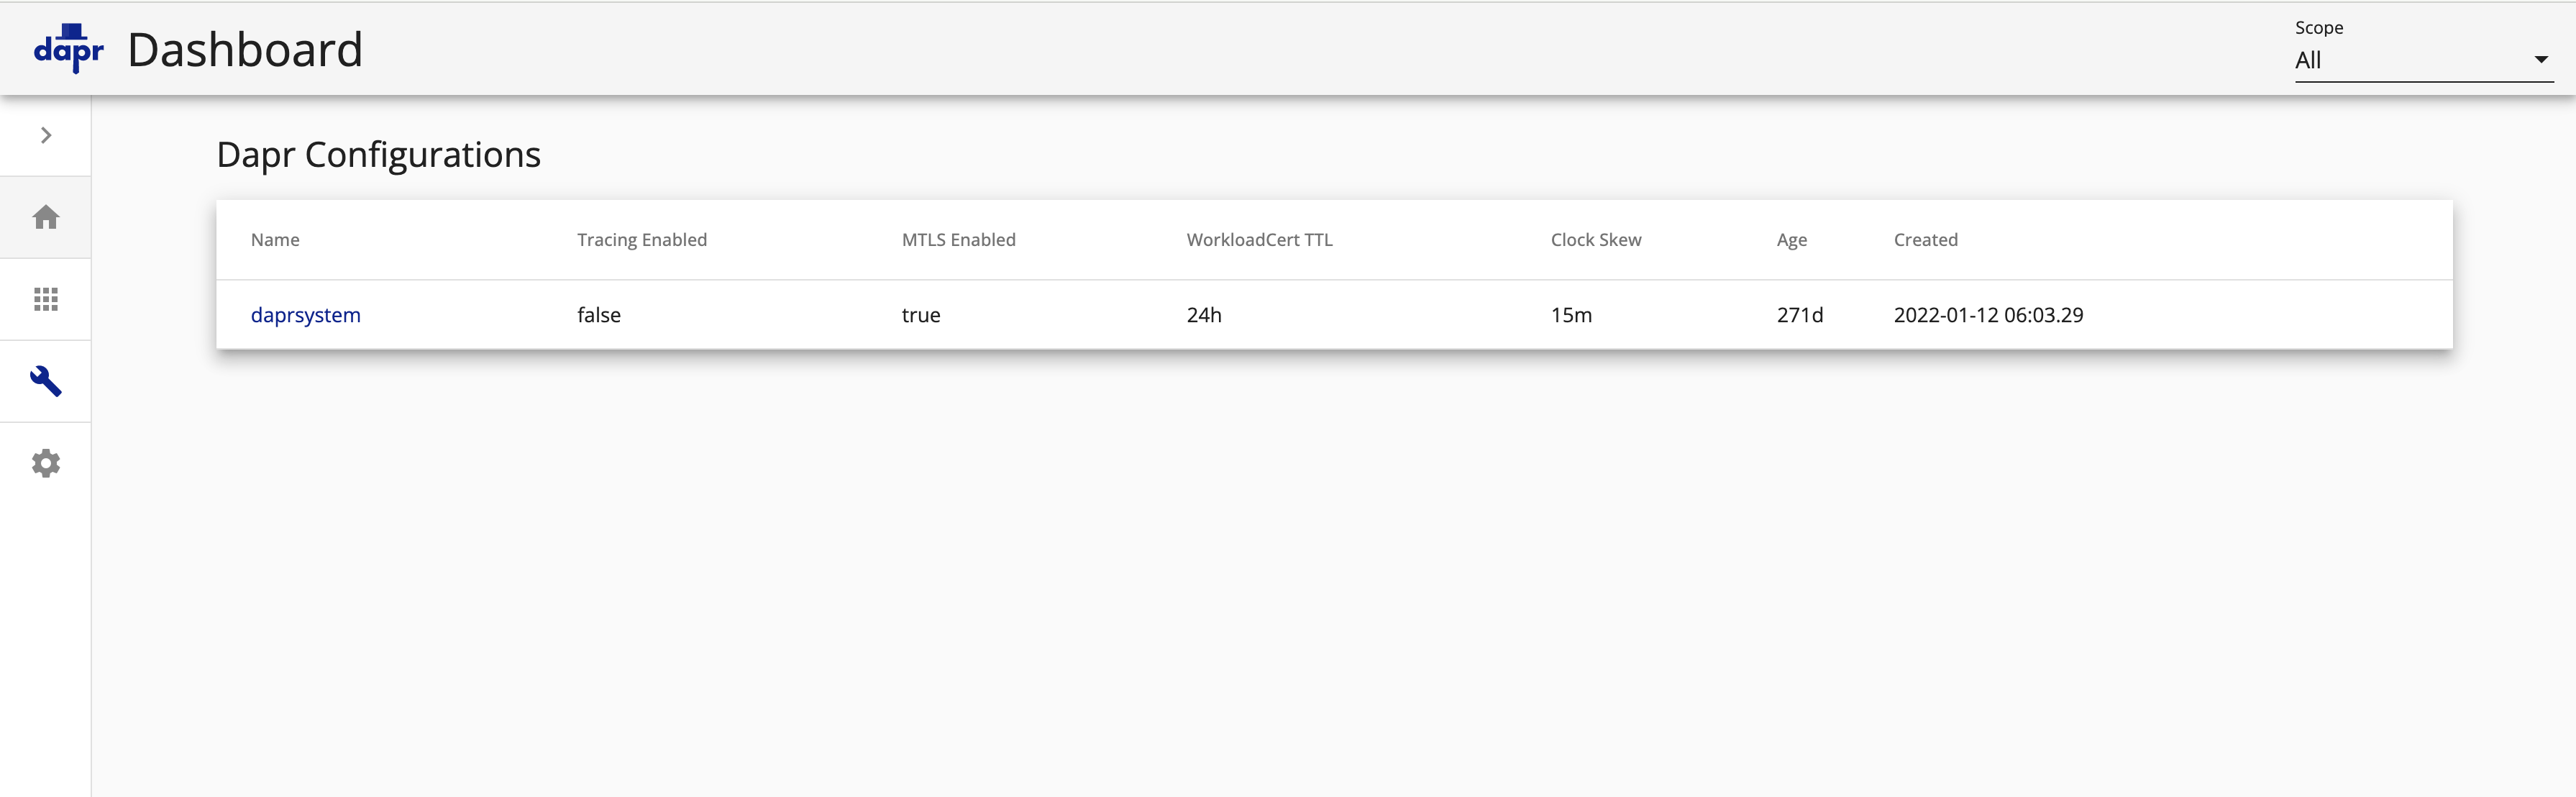 dapr Dashboard
Scope
All
Dapr Configurations
Name Tracing Enabled MTLS Enabled WorkloadCert TTL Clock Skew Age Created
daprsystem false true 24h 15m 271d 2022-01-12 06:03.29